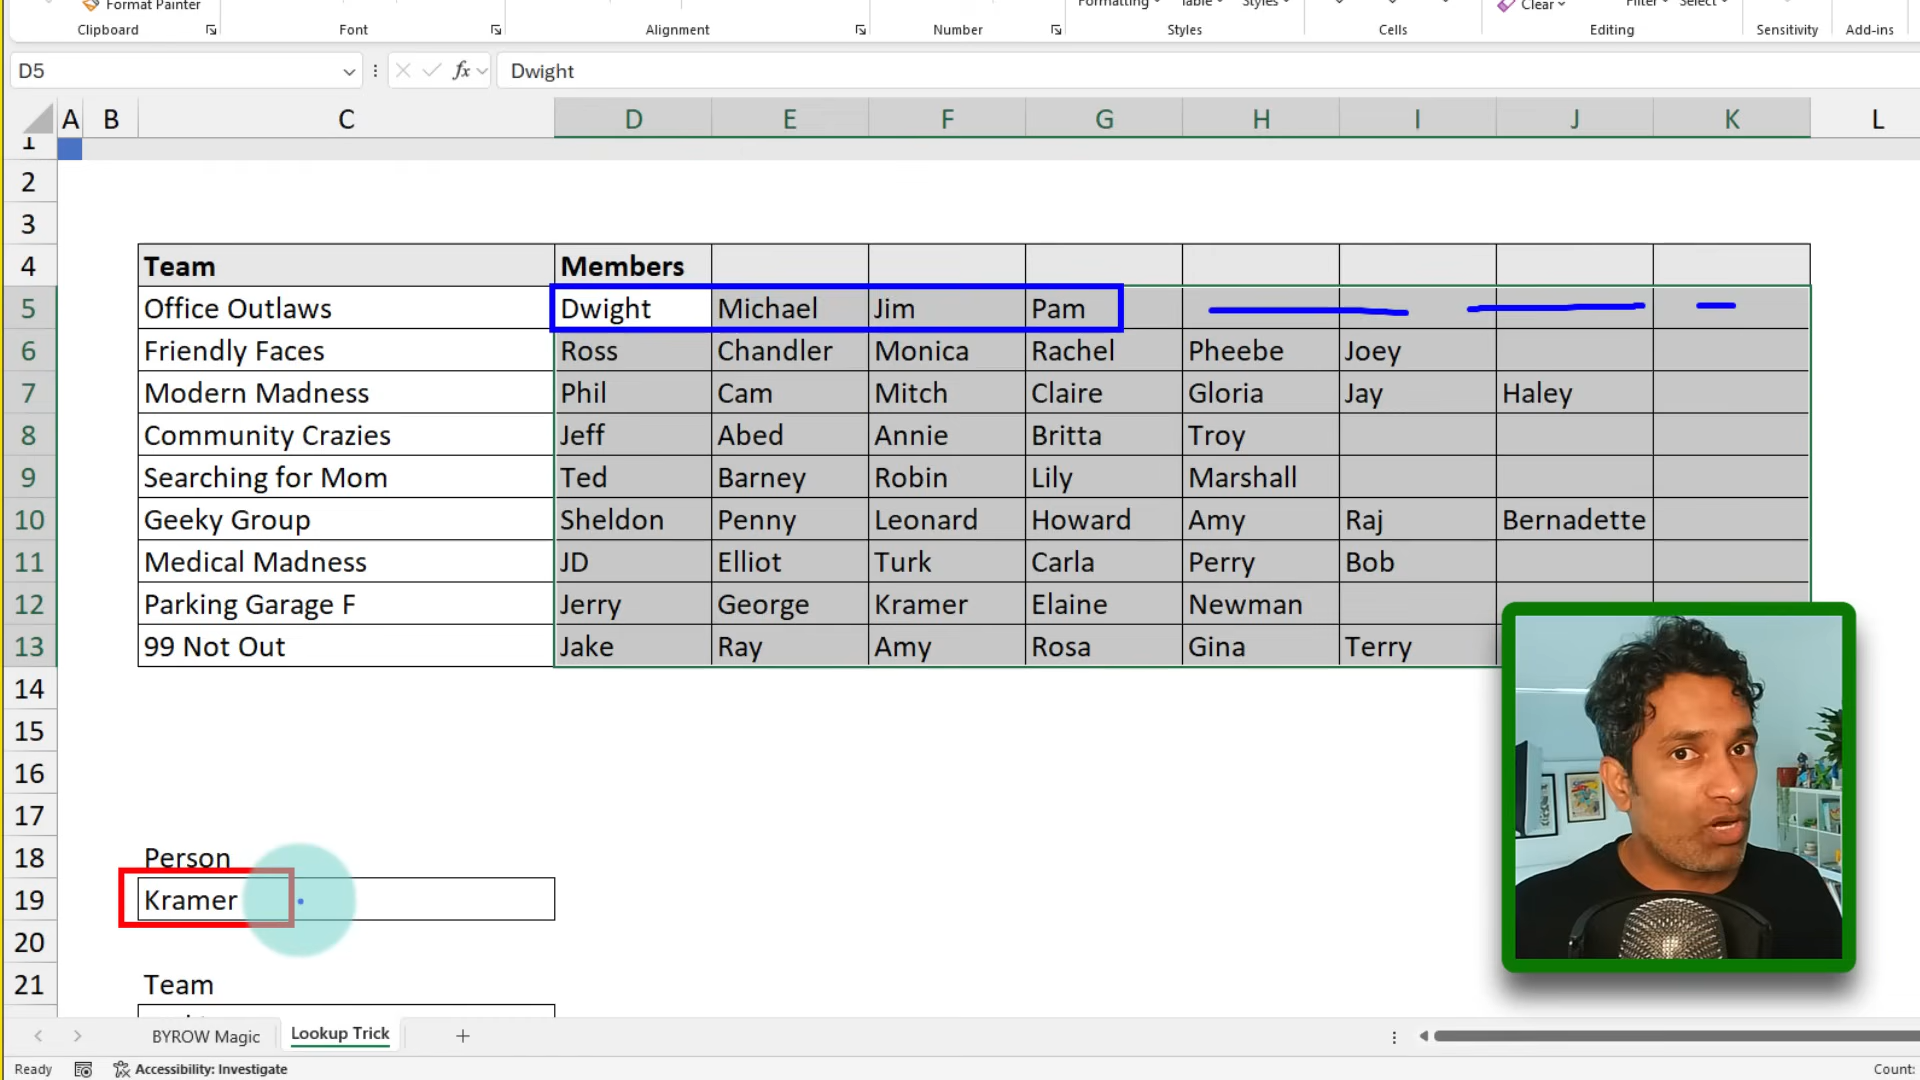 Format Painter
Formatting Table Styles
Clear
Filter Select
Clipboard Font Alignment Number Styles Cells Editing Sensitivity Add-ins
D5 fx Dwight
A B C D E F G H I J K L
1
2
3
4 Team Members
5 Office Outlaws Dwight Michael Jim Pam
6 Friendly Faces Ross Chandler Monica Rachel Pheebe Joey
7 Modern Madness Phil Cam Mitch Claire Gloria Jay Haley
8 Community Crazies Jeff Abed Annie Britta Troy
9 Searching for Mom Ted Barney Robin Lily Marshall
10 Geeky Group Sheldon Penny Leonard Howard Amy Raj Bernadette
11 Medical Madness JD Elliot Turk Carla Perry Bob
12 Parking Garage F Jerry George Kramer Elaine Newman
13 99 Not Out Jake Ray Amy Rosa Gina Terry
14
15
16
17
18 Person
19 Kramer
20
21 Team
BYROW Magic Lookup Trick
Ready Accessibility: Investigate Count: